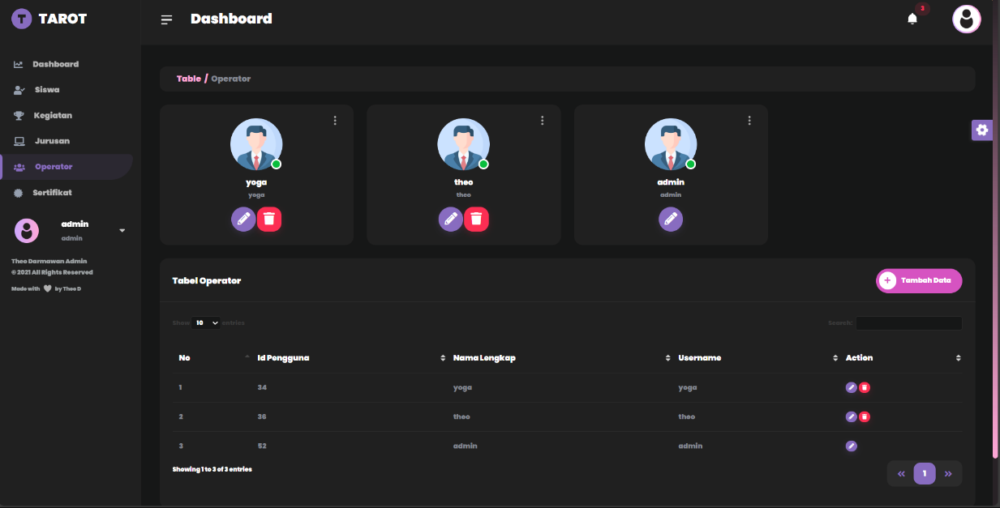 T TAROT
Dashboard
3
Dashboard
Siswa
Kegiatan
Jurusan
Operator
Sertifikat
admin
admin
Theo Darmawan Admin
© 2021 All Rights Reserved
Made with by Theo D
Table / Operator
yoga
yoga
theo
theo
admin
admin
Tabel Operator
+ Tambah Data
Show 10 entries
Search:
No Id Pengguna Nama Lengkap Username Action
1 34 yoga yoga
2 36 theo theo
3 52 admin admin
Showing 1 to 3 of 3 entries
« 1 »